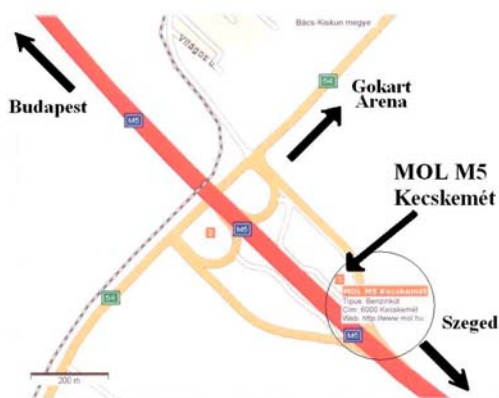 Bács-Kiskun megye
Világos u.
54
Budapest
M5
Gokart
Arena
MOL M5
Kecskemét
M5
MOL M5 Kecskemét
Típus: Benzinkút
Cím: 6000 Kecskemét
Web: http://www.mol.hu
54
M5
Szeged
200 m